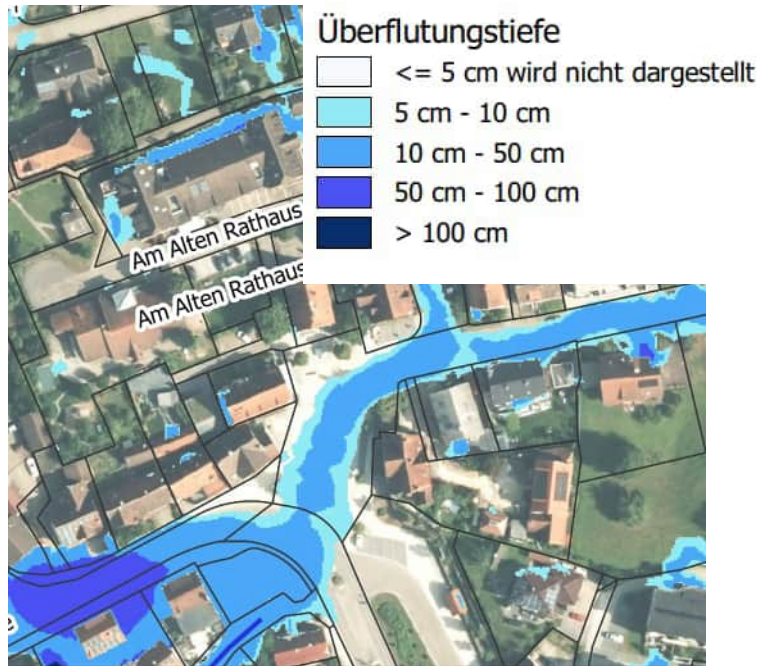 Überflutungstiefe
<= 5 cm wird nicht dargestellt
5 cm - 10 cm
10 cm - 50 cm
50 cm - 100 cm
> 100 cm
Am Alten Rathaus
Am Alten Rathaus